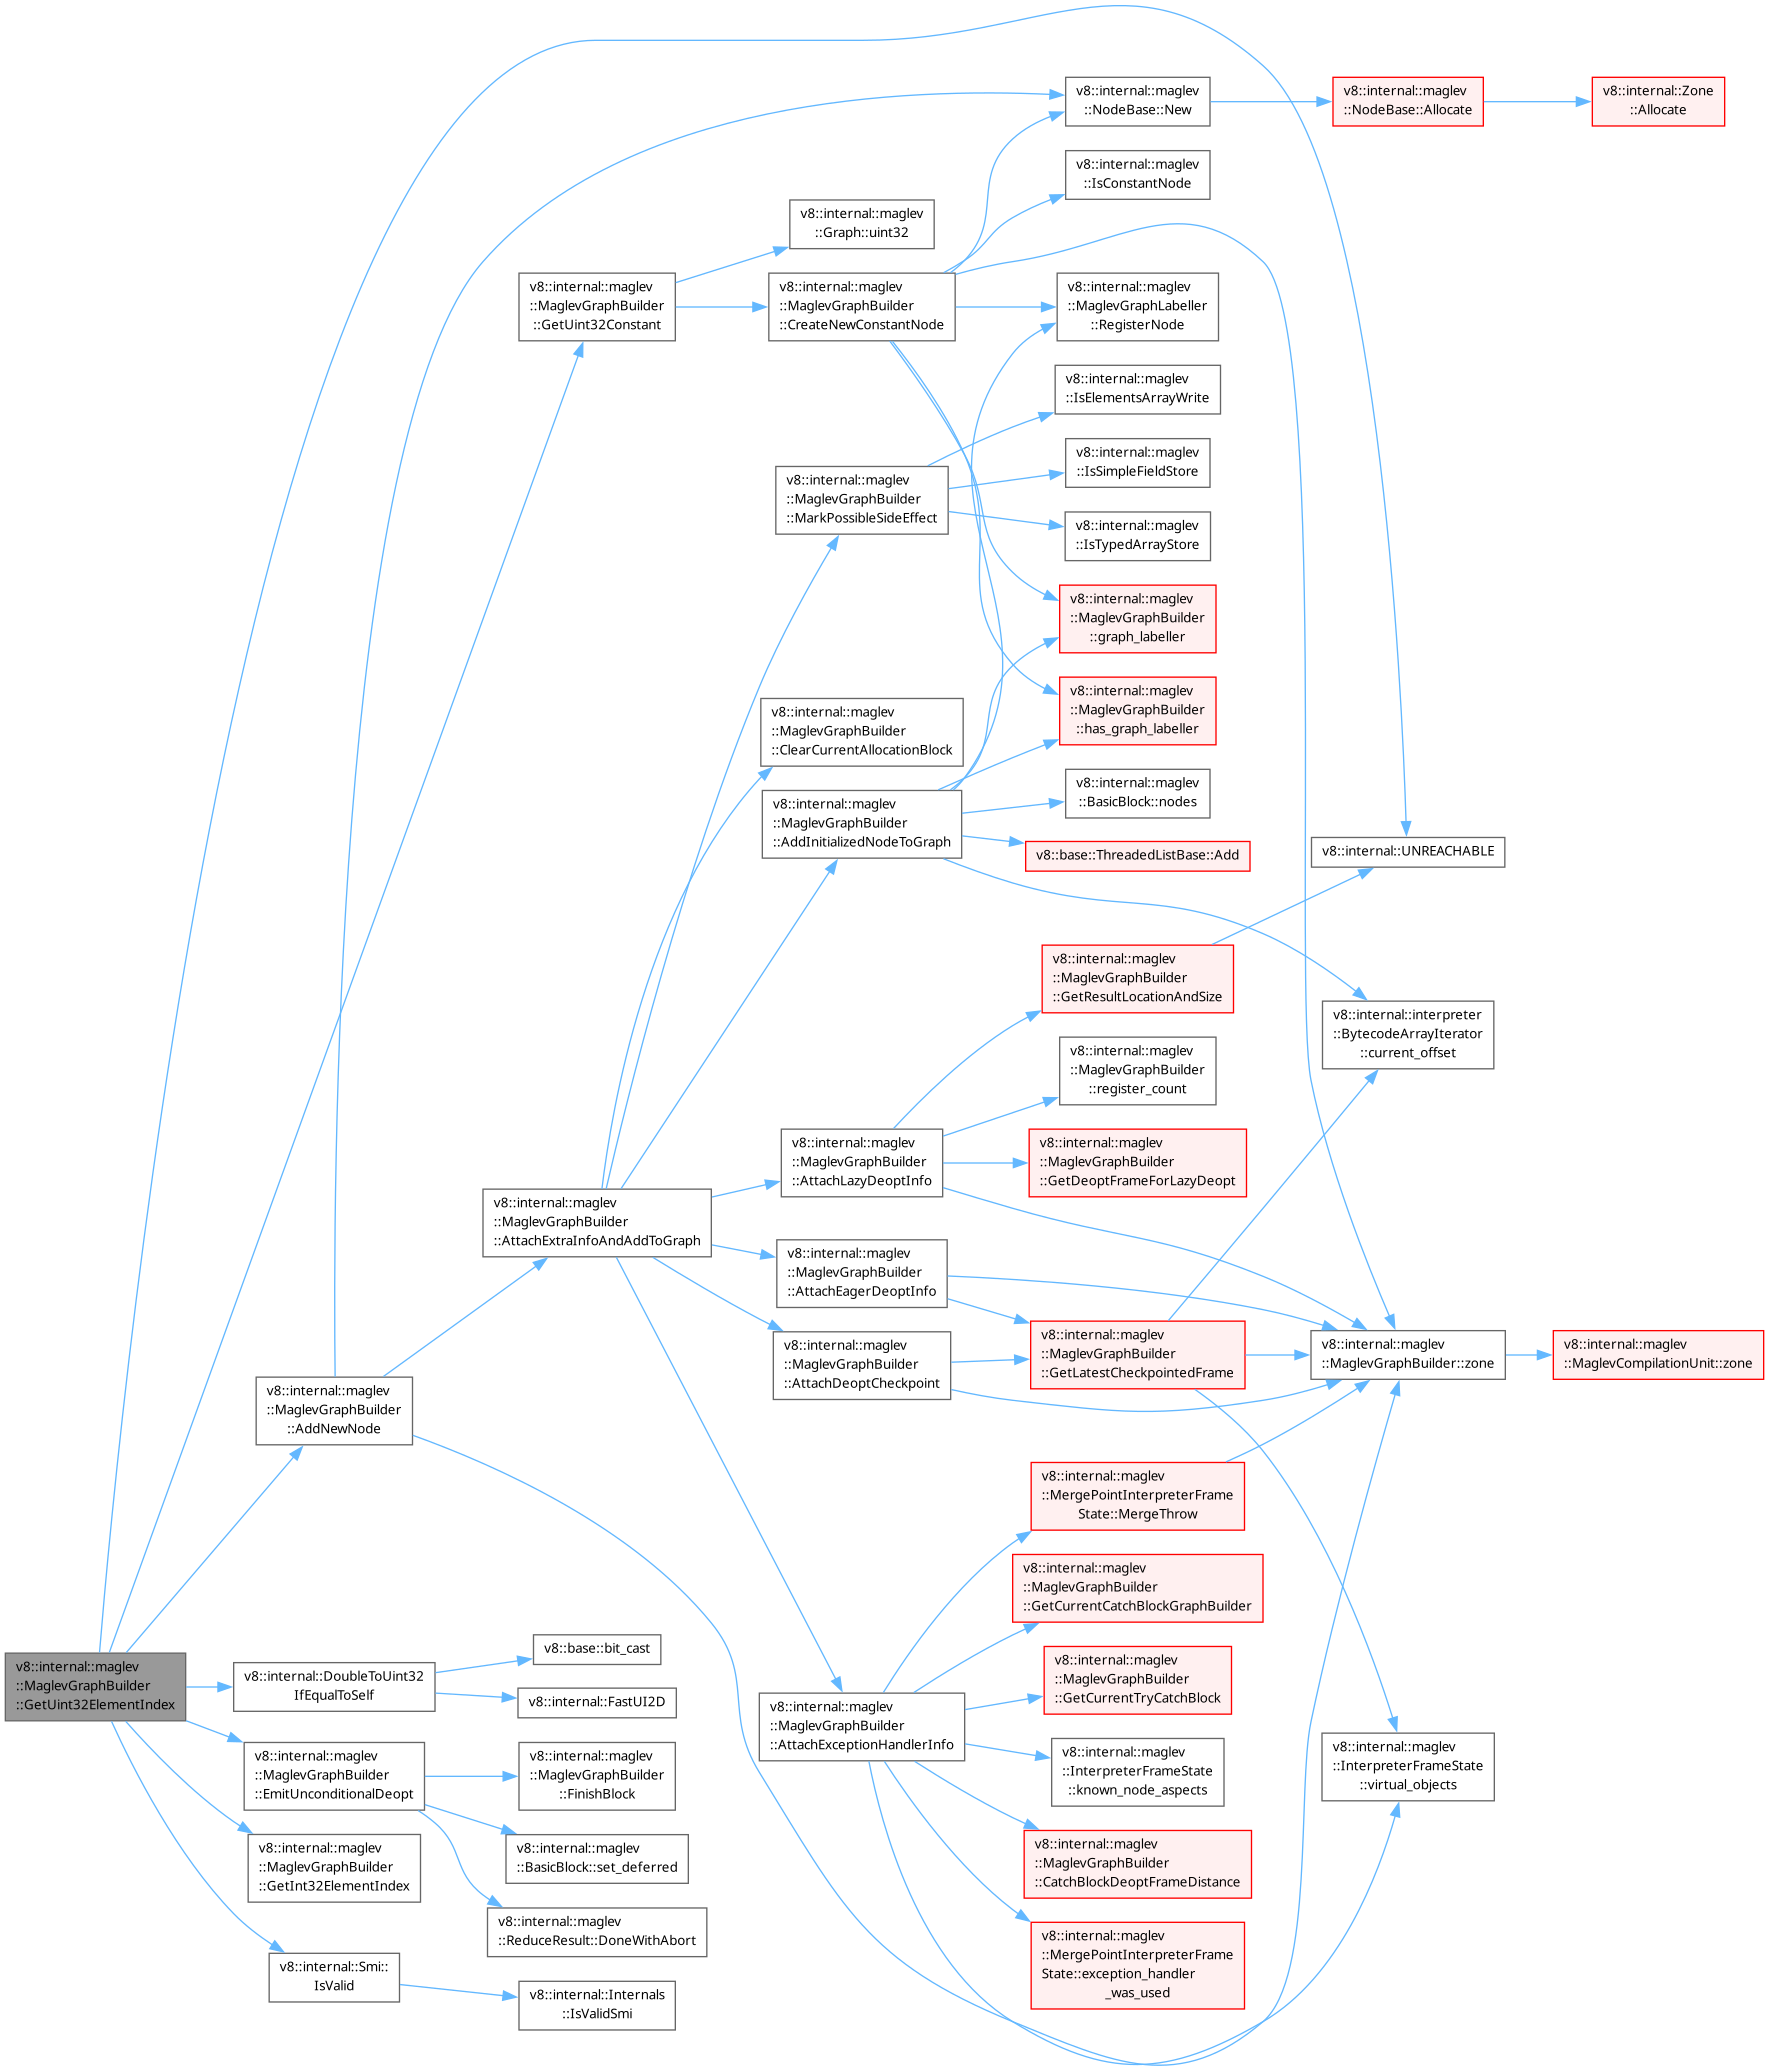 v8::internal::maglev
::NodeBase::New
v8::internal::maglev
::NodeBase::Allocate
v8::internal::Zone
::Allocate
v8::internal::maglev
::IsConstantNode
v8::internal::maglev
::Graph::uint32
v8::internal::maglev
::MaglevGraphBuilder
::GetUint32Constant
v8::internal::maglev
::MaglevGraphBuilder
::CreateNewConstantNode
v8::internal::maglev
::MaglevGraphLabeller
::RegisterNode
v8::internal::maglev
::IsElementsArrayWrite
v8::internal::maglev
::MaglevGraphBuilder
::MarkPossibleSideEffect
v8::internal::maglev
::IsSimpleFieldStore
v8::internal::maglev
::IsTypedArrayStore
v8::internal::maglev
::MaglevGraphBuilder
::graph_labeller
v8::internal::maglev
::MaglevGraphBuilder
::ClearCurrentAllocationBlock
v8::internal::maglev
::MaglevGraphBuilder
::has_graph_labeller
v8::internal::maglev
::MaglevGraphBuilder
::AddInitializedNodeToGraph
v8::internal::maglev
::BasicBlock::nodes
v8::base::ThreadedListBase::Add
v8::internal::UNREACHABLE
v8::internal::maglev
::MaglevGraphBuilder
::GetResultLocationAndSize
v8::internal::interpreter
::BytecodeArrayIterator
::current_offset
v8::internal::maglev
::MaglevGraphBuilder
::register_count
v8::internal::maglev
::MaglevGraphBuilder
::AttachLazyDeoptInfo
v8::internal::maglev
::MaglevGraphBuilder
::GetDeoptFrameForLazyDeopt
v8::internal::maglev
::MaglevGraphBuilder
::AttachExtraInfoAndAddToGraph
v8::internal::maglev
::MaglevGraphBuilder
::AttachEagerDeoptInfo
v8::internal::maglev
::MaglevGraphBuilder
::AttachDeoptCheckpoint
v8::internal::maglev
::MaglevGraphBuilder
::GetLatestCheckpointedFrame
v8::internal::maglev
::MaglevGraphBuilder::zone
v8::internal::maglev
::MaglevCompilationUnit::zone
v8::internal::maglev
::MaglevGraphBuilder
::AddNewNode
v8::internal::maglev
::MergePointInterpreterFrame
State::MergeThrow
v8::internal::maglev
::MaglevGraphBuilder
::GetCurrentCatchBlockGraphBuilder
v8::internal::maglev
::MaglevGraphBuilder
::GetUint32ElementIndex
v8::internal::DoubleToUint32
IfEqualToSelf
v8::base::bit_cast
v8::internal::FastUI2D
v8::internal::maglev
::MaglevGraphBuilder
::GetCurrentTryCatchBlock
v8::internal::maglev
::MaglevGraphBuilder
::AttachExceptionHandlerInfo
v8::internal::maglev
::InterpreterFrameState
::known_node_aspects
v8::internal::maglev
::InterpreterFrameState
::virtual_objects
v8::internal::maglev
::MaglevGraphBuilder
::EmitUnconditionalDeopt
v8::internal::maglev
::MaglevGraphBuilder
::FinishBlock
v8::internal::maglev
::MaglevGraphBuilder
::GetInt32ElementIndex
v8::internal::maglev
::BasicBlock::set_deferred
v8::internal::maglev
::MaglevGraphBuilder
::CatchBlockDeoptFrameDistance
v8::internal::maglev
::ReduceResult::DoneWithAbort
v8::internal::maglev
::MergePointInterpreterFrame
State::exception_handler
_was_used
v8::internal::Smi::
IsValid
v8::internal::Internals
::IsValidSmi